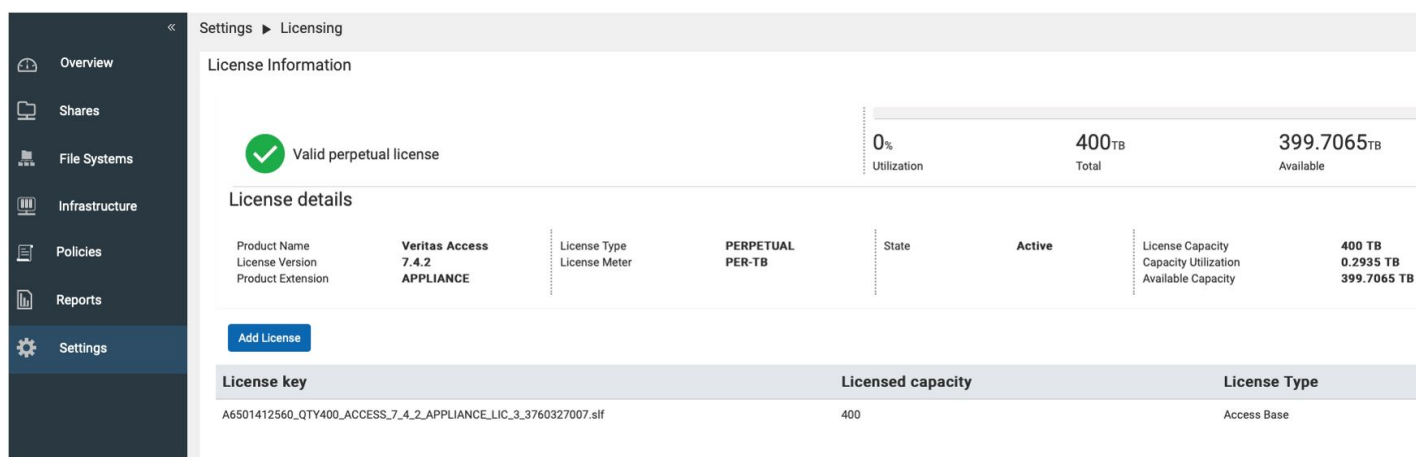 «
Settings ▶ Licensing
Overview
Shares
File Systems
Infrastructure
Policies
Reports
Settings
License Information
Valid perpetual license
0%
Utilization
400TB
Total
399.7065TB
Available
License details
Product Name Veritas Access
License Version 7.4.2
Product Extension APPLIANCE
License Type PERPETUAL
License Meter PER-TB
State Active
License Capacity 400 TB
Capacity Utilization 0.2935 TB
Available Capacity 399.7065 TB
Add License
License key Licensed capacity License Type
A6501412560_QTY400_ACCESS_7_4_2_APPLIANCE_LIC_3_3760327007.slf 400 Access Base